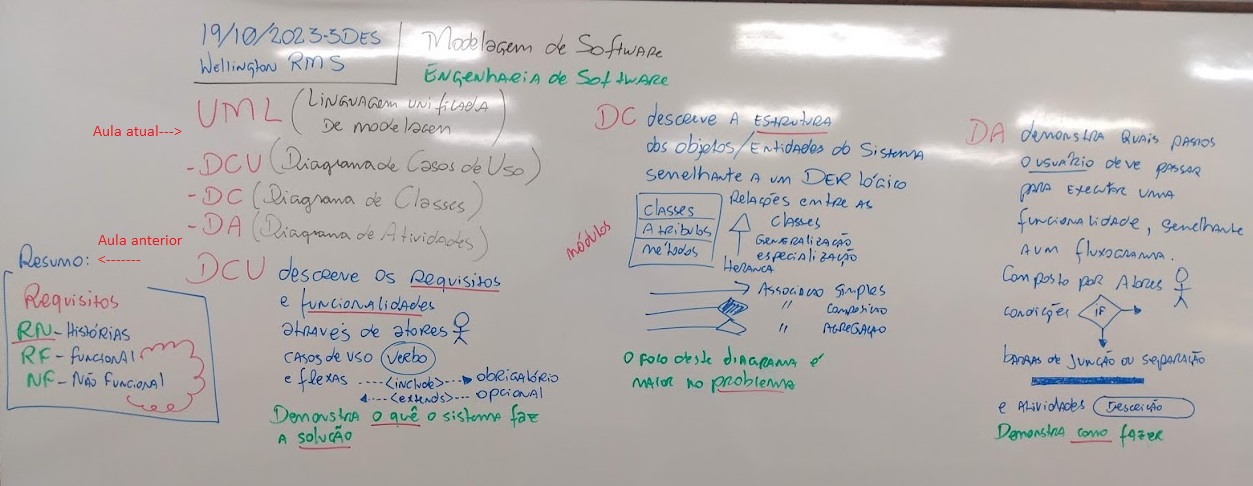 19/10/2023-3DES
Wellington RMS
Modelagem de Software
Engenharia de Software
Aula atual--->
UML (Linguagem unificada
De modelagem)
- DCU (Diagrama de Casos de Uso)
- DC (Diagrama de Classes)
- DA (Diagrama de Atividades)
Aula anterior
<-------
Resumo:
Requisitos
RN - Histórias
RF - Funcional
NF - Não Funcional
DCU descreve os Requisitos
e funcionalidades
através de atores
casos de uso (Verbo)
e flexas ----<include>---> obrigatório
<----<extends>---- opcional
Demonstra o quê o sistema faz
A solução
DC descreve A ESTRUTURA
dos objetos/Entidades do Sistema
semelhante A um DER lógico
módulos
classes
Atributos
métodos
Relações entre as
classes
Generalização
especialização
Herança
Associação Simples
" composição
" Agregação
O foco deste diagrama é
maior no problema
DA demonstra quais passos
o usuário deve passar
para executar uma
funcionalidade, semelhante
a um fluxograma.
Composto por Atores
condições IF
barras de junção ou separação
e Atividades (Descrição)
Demonstra como fazer